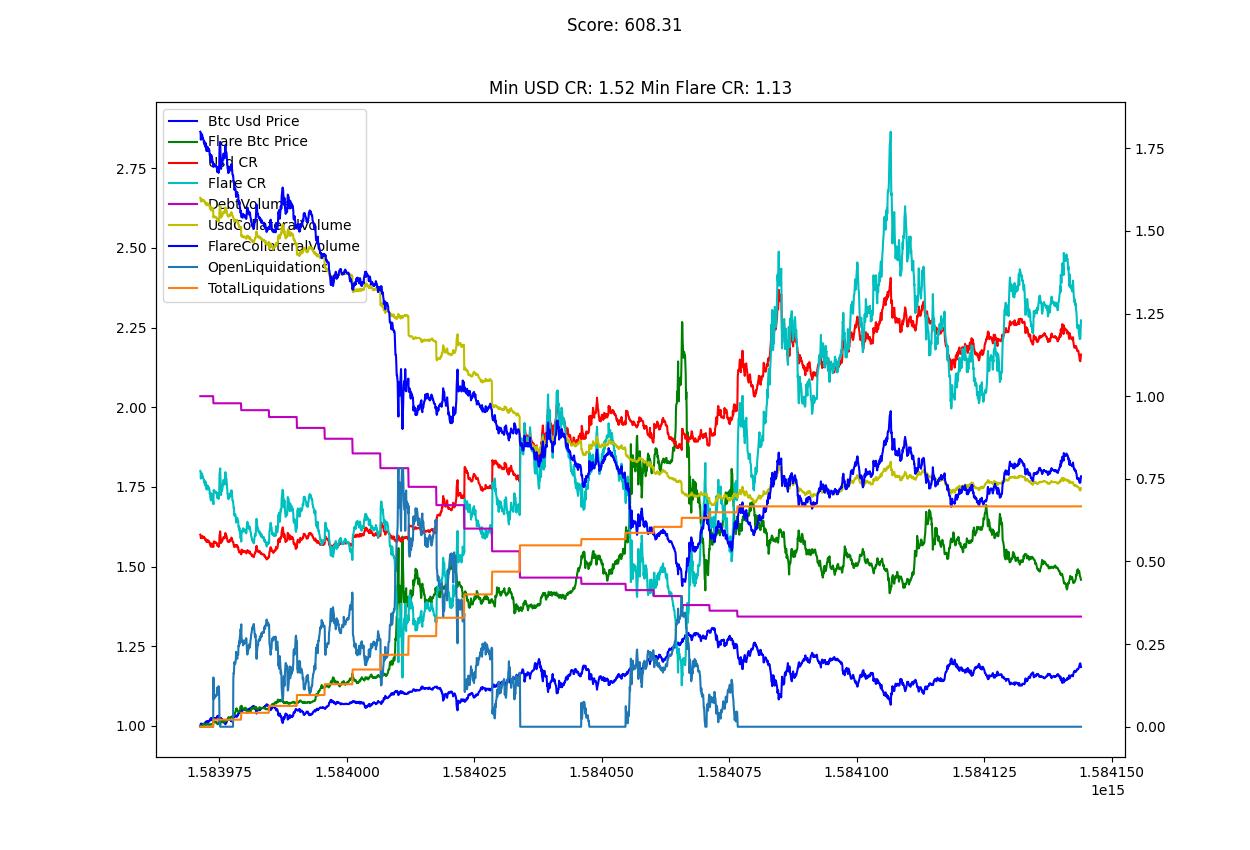 Score: 608.31
Min USD CR: 1.52 Min Flare CR: 1.13
Btc Usd Price
Flare Btc Price
Usd CR
Flare CR
DebtVolume
UsdCollateralVolume
FlareCollateralVolume
OpenLiquidations
TotalLiquidations
2.75
2.50
2.25
2.00
1.75
1.50
1.25
1.00
1.75
1.50
1.25
1.00
0.75
0.50
0.25
0.00
1.583975 1.584000 1.584025 1.584050 1.584075 1.584100 1.584125 1.584150
1e15